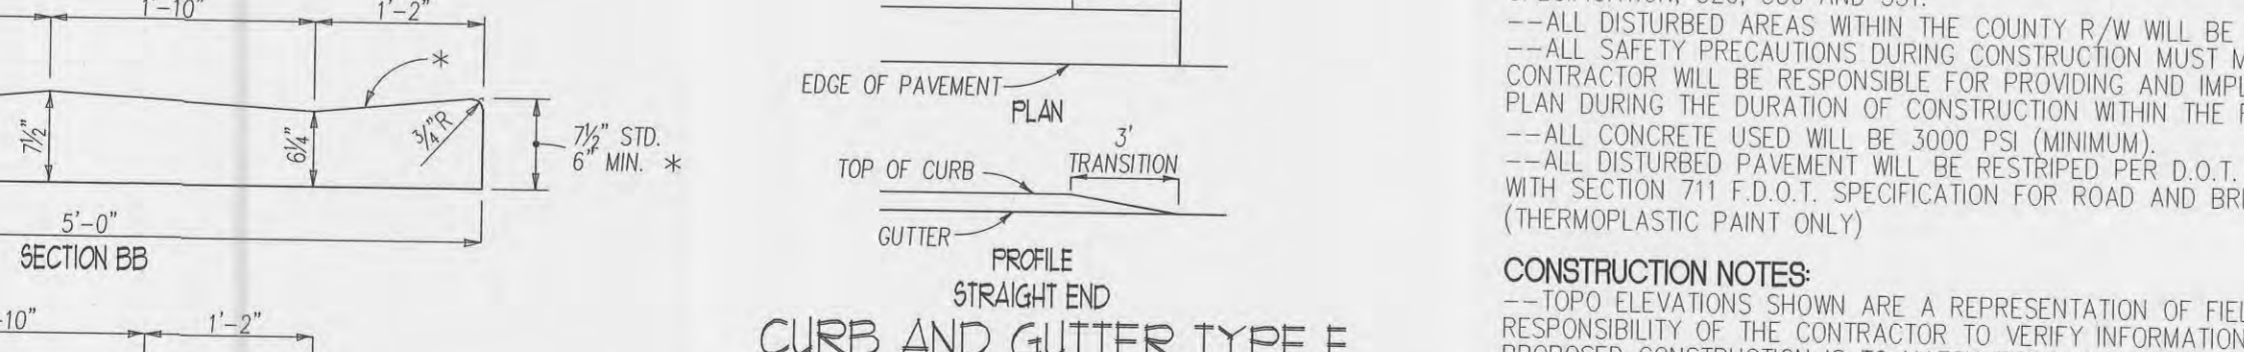 1'-10"
1'-2"
*
7½"
6¼"
¾"R
7½" STD.
6" MIN. *
5'-0"
SECTION BB
-10"
1'-2"
EDGE OF PAVEMENT
PLAN
3'
TRANSITION
TOP OF CURB
GUTTER
PROFILE
STRAIGHT END
CURB AND GUTTER TYPE
--ALL DISTURBED AREAS WITHIN THE COUNTY R/W WILL BE
--ALL SAFETY PRECAUTIONS DURING CONSTRUCTION MUST
CONTRACTOR WILL BE RESPONSIBLE FOR PROVIDING AND
PLAN DURING THE DURATION OF CONSTRUCTION WITHIN THE
--ALL CONCRETE USED WILL BE 3000 PSI (MINIMUM).
--ALL DISTURBED PAVEMENT WILL BE RESTRIPED PER D.O.T.
WITH SECTION 711 F.D.O.T. SPECIFICATION FOR ROAD AND
(THERMOPLASTIC PAINT ONLY)
CONSTRUCTION NOTES:
--TOPO ELEVATIONS SHOWN ARE A REPRESENTATION OF
RESPONSIBILITY OF THE CONTRACTOR TO VERIFY INFORMATION